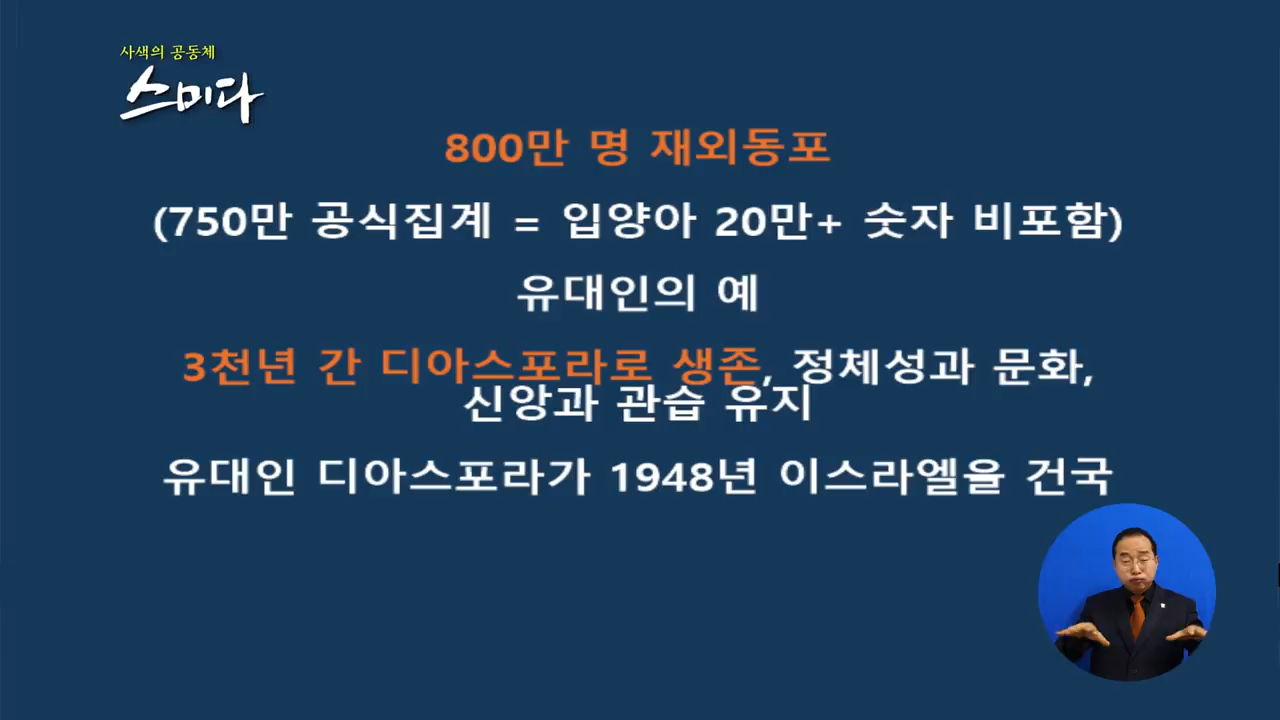 사색의 공동체
스미다
800만 명 재외동포
(750만 공식집계 = 입양아 20만+ 숫자 비포함)
유대인의 예
3천년 간 디아스포라로 생존, 정체성과 문화,
신앙과 관습 유지
유대인 디아스포라가 1948년 이스라엘을 건국